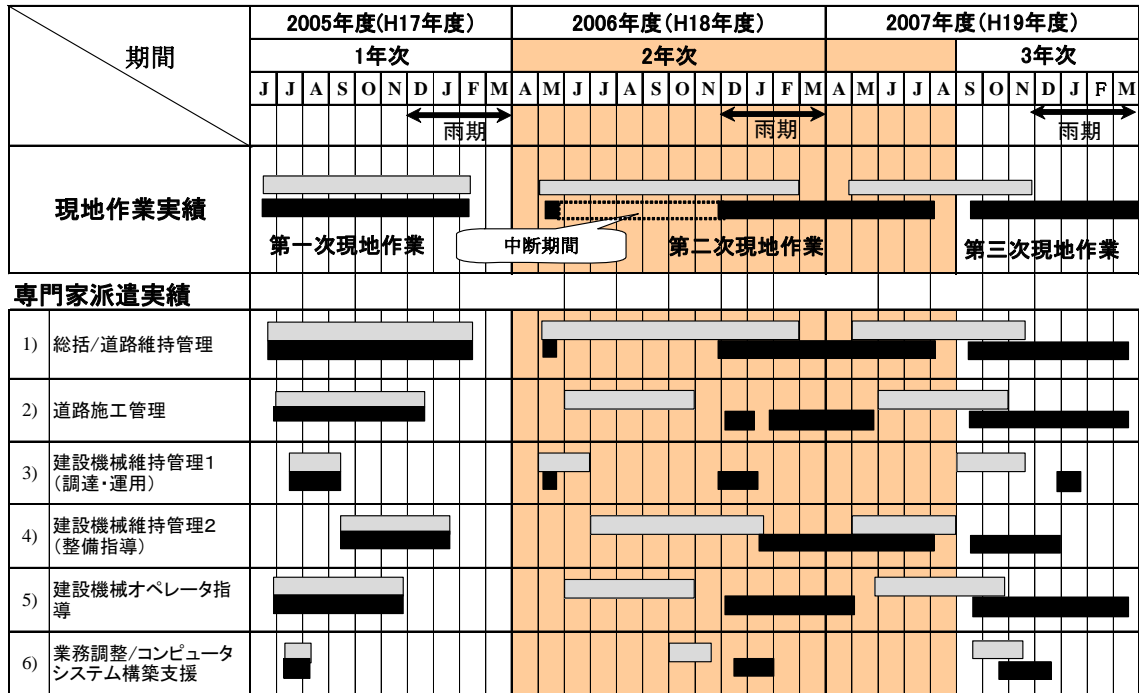 期間
2005年度(H17年度) 2006年度(H18年度) 2007年度(H19年度)
1年次 2年次 3年次
J J A S O N D J F M A M J J A S O N D J F M A M J J A S O N D J F M
雨期 雨期 雨期
現地作業実績
第一次現地作業 中断期間 第二次現地作業 第三次現地作業
専門家派遣実績
1) 総括/道路維持管理
2) 道路施工管理
3) 建設機械維持管理1
(調達・運用)
4) 建設機械維持管理2
(整備指導)
5) 建設機械オペレータ指
導
6) 業務調整/コンピュータ
システム構築支援